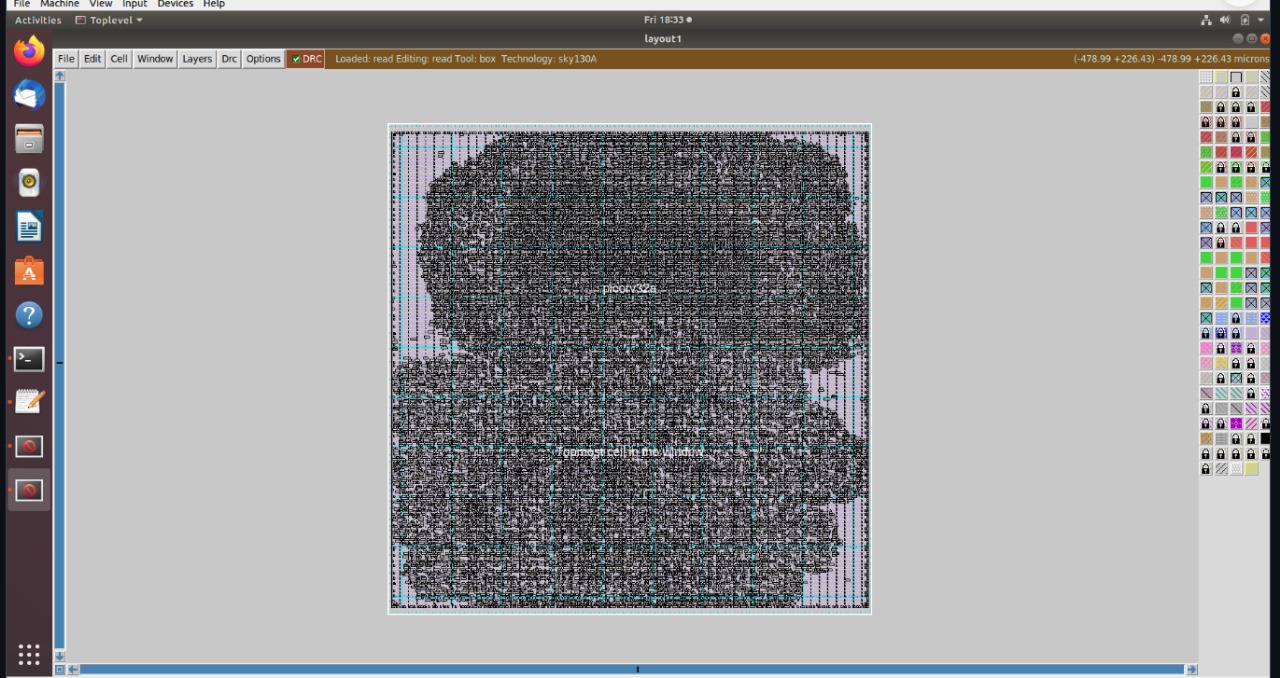 File Machine View Input Devices Help
Activities Toplevel Fri 18:33
layout1
File Edit Cell Window Layers Drc Options DRC Loaded: read Editing: read Tool: box Technology: sky130A (-478.99 +226.43) -478.99 +226.43 microns
picorv32a
Topmost cell in the window